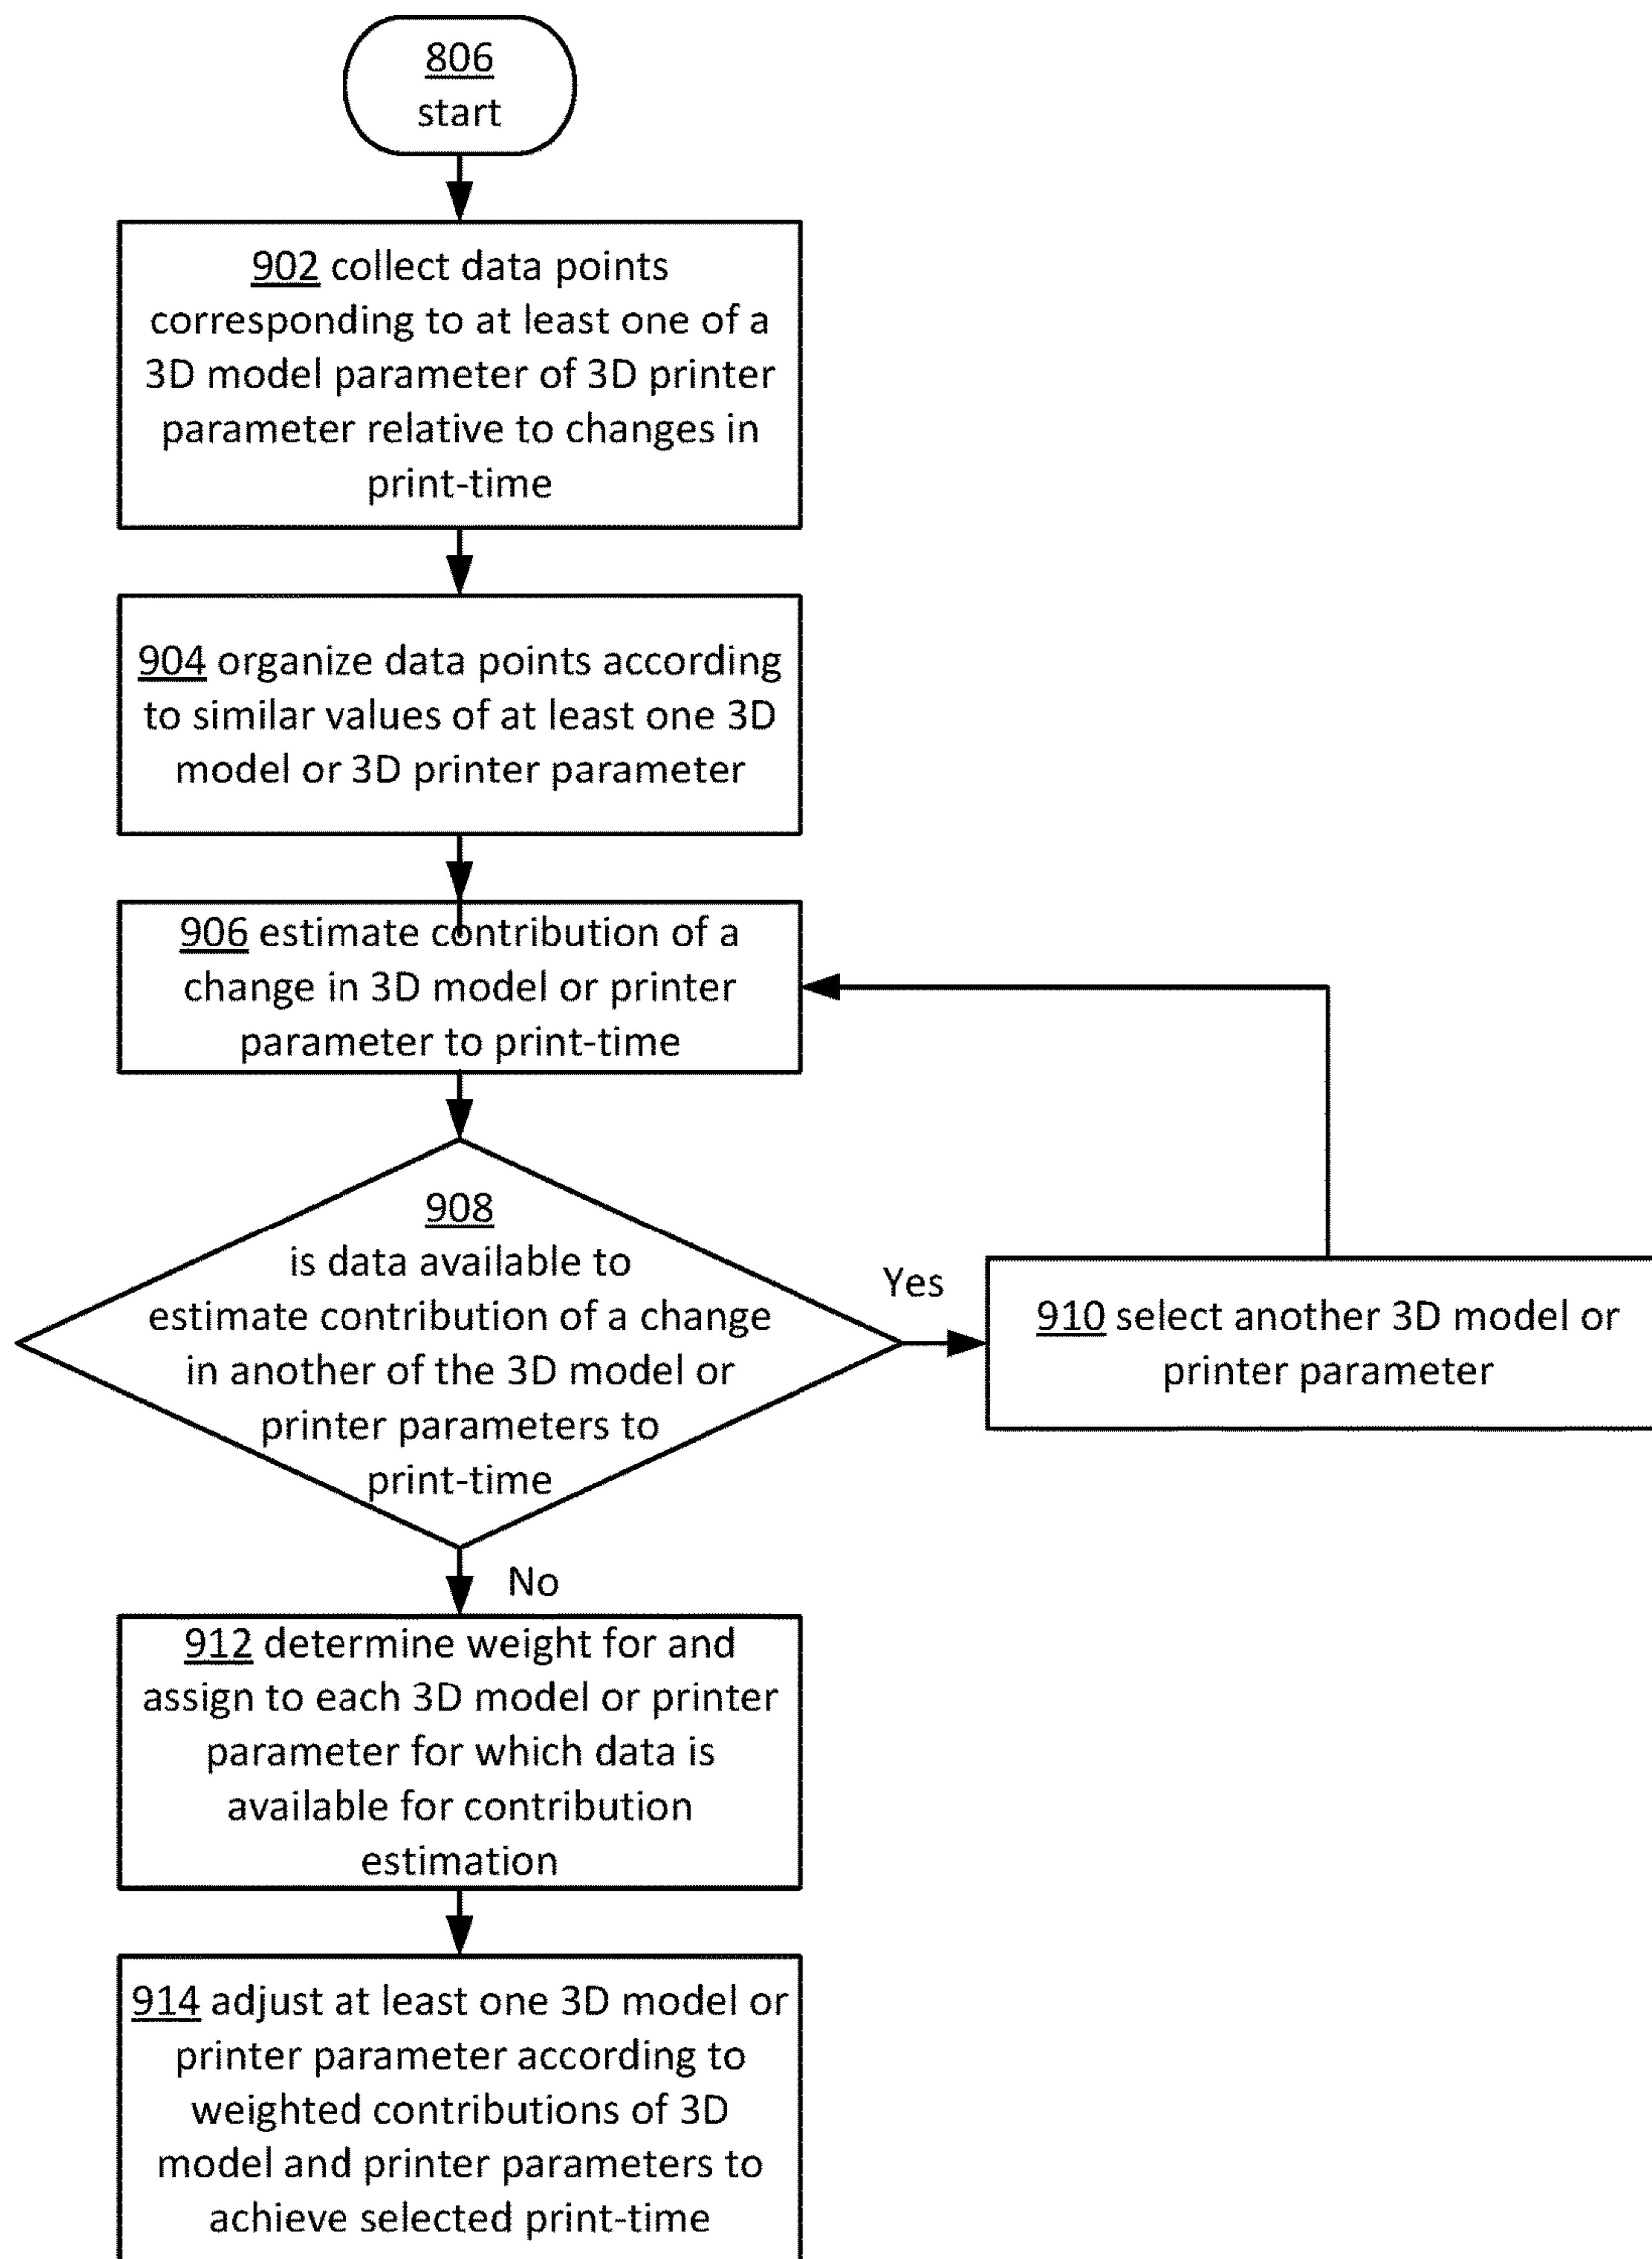 806
start
902 collect data points
corresponding to at least one of a
3D model parameter of 3D printer
parameter relative to changes in
print-time
904 organize data points according
to similar values of at least one 3D
model or 3D printer parameter
906 estimate contribution of a
change in 3D model or printer
parameter to print-time
908
is data available to
estimate contribution of a change
in another of the 3D model or
printer parameters to
print-time
Yes
910 select another 3D model or
printer parameter
No
912 determine weight for and
assign to each 3D model or printer
parameter for which data is
available for contribution
estimation
914 adjust at least one 3D model or
printer parameter according to
weighted contributions of 3D
model and printer parameters to
achieve selected print-time